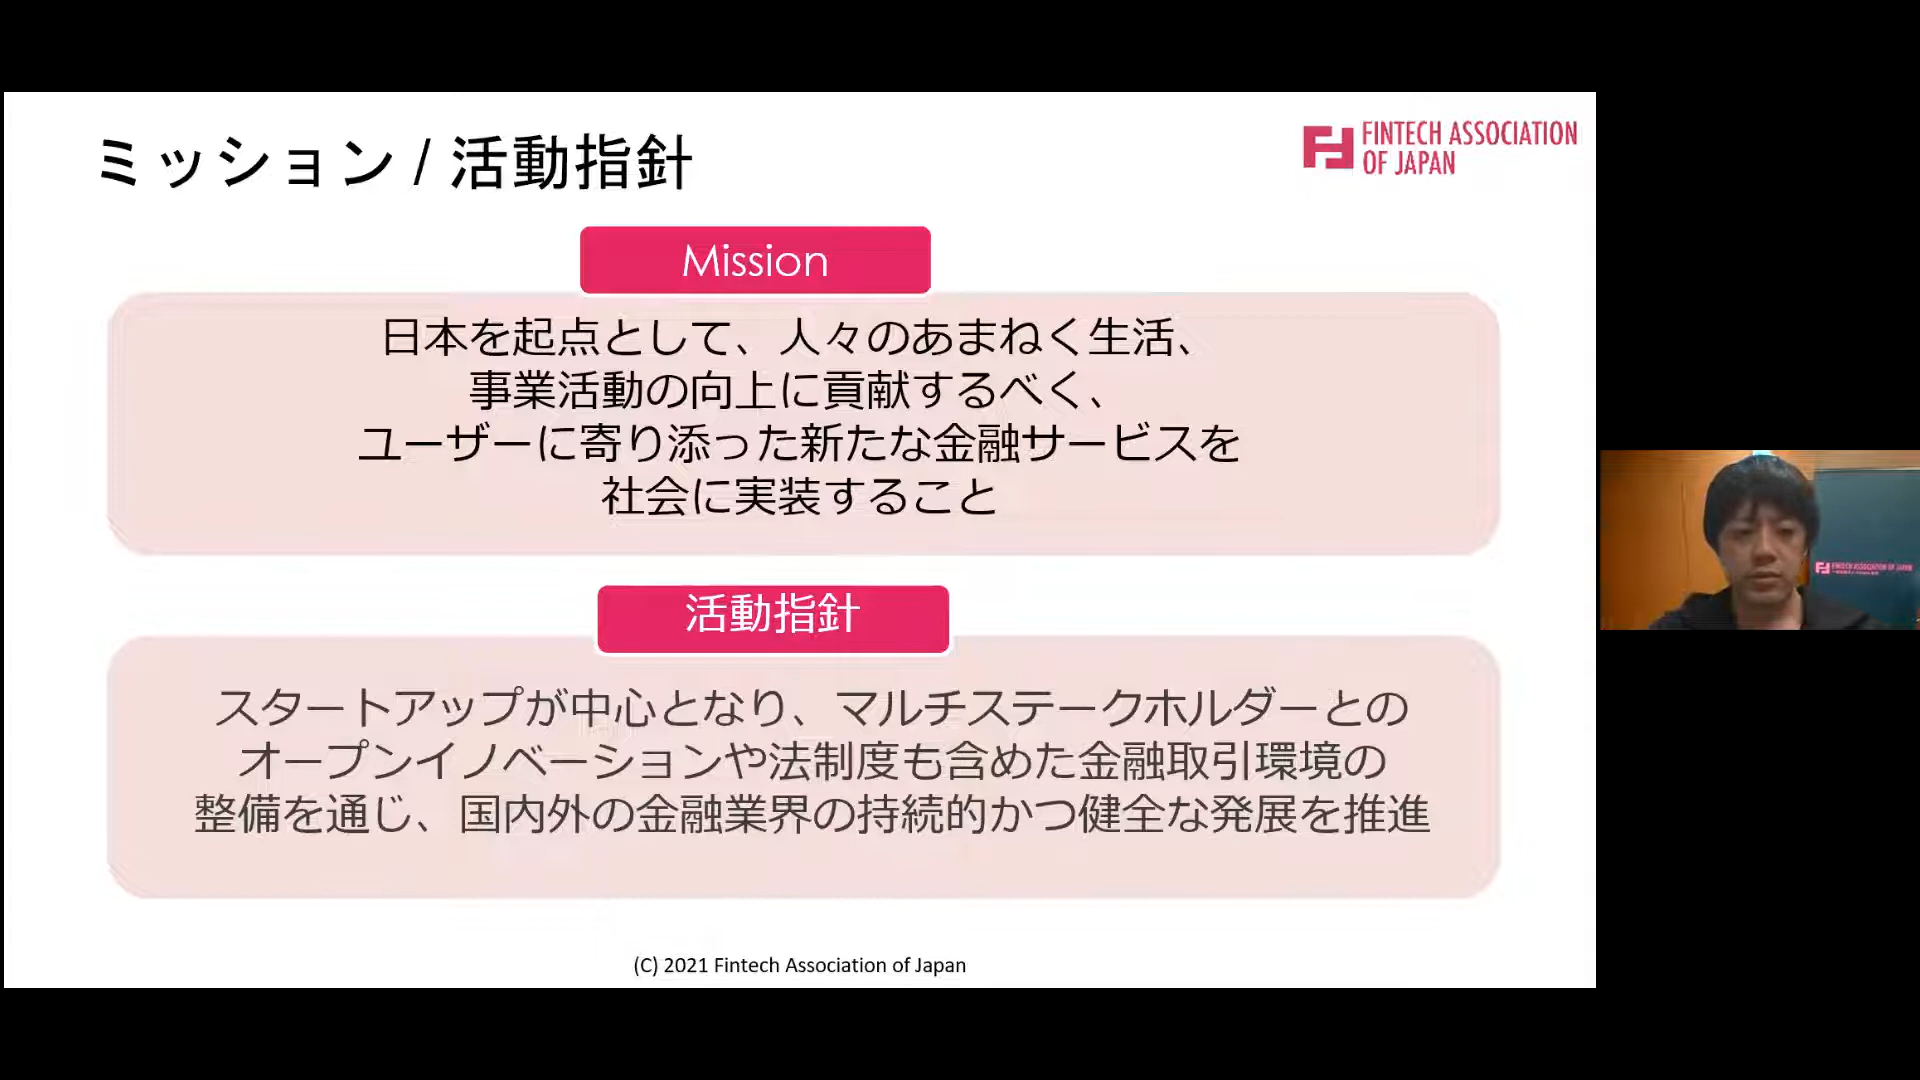 ミッション / 活動指針
FINTECH ASSOCIATION
OF JAPAN
Mission
日本を起点として、人々のあまねく生活、
事業活動の向上に貢献するべく、
ユーザーに寄り添った新たな金融サービスを
社会に実装すること
活動指針
スタートアップが中心となり、マルチステークホルダーとの
オープンイノベーションや法制度も含めた金融取引環境の
整備を通じ、国内外の金融業界の持続的かつ健全な発展を推進
(C) 2021 Fintech Association of Japan
FINTECH ASSOCIATION OF JAPAN